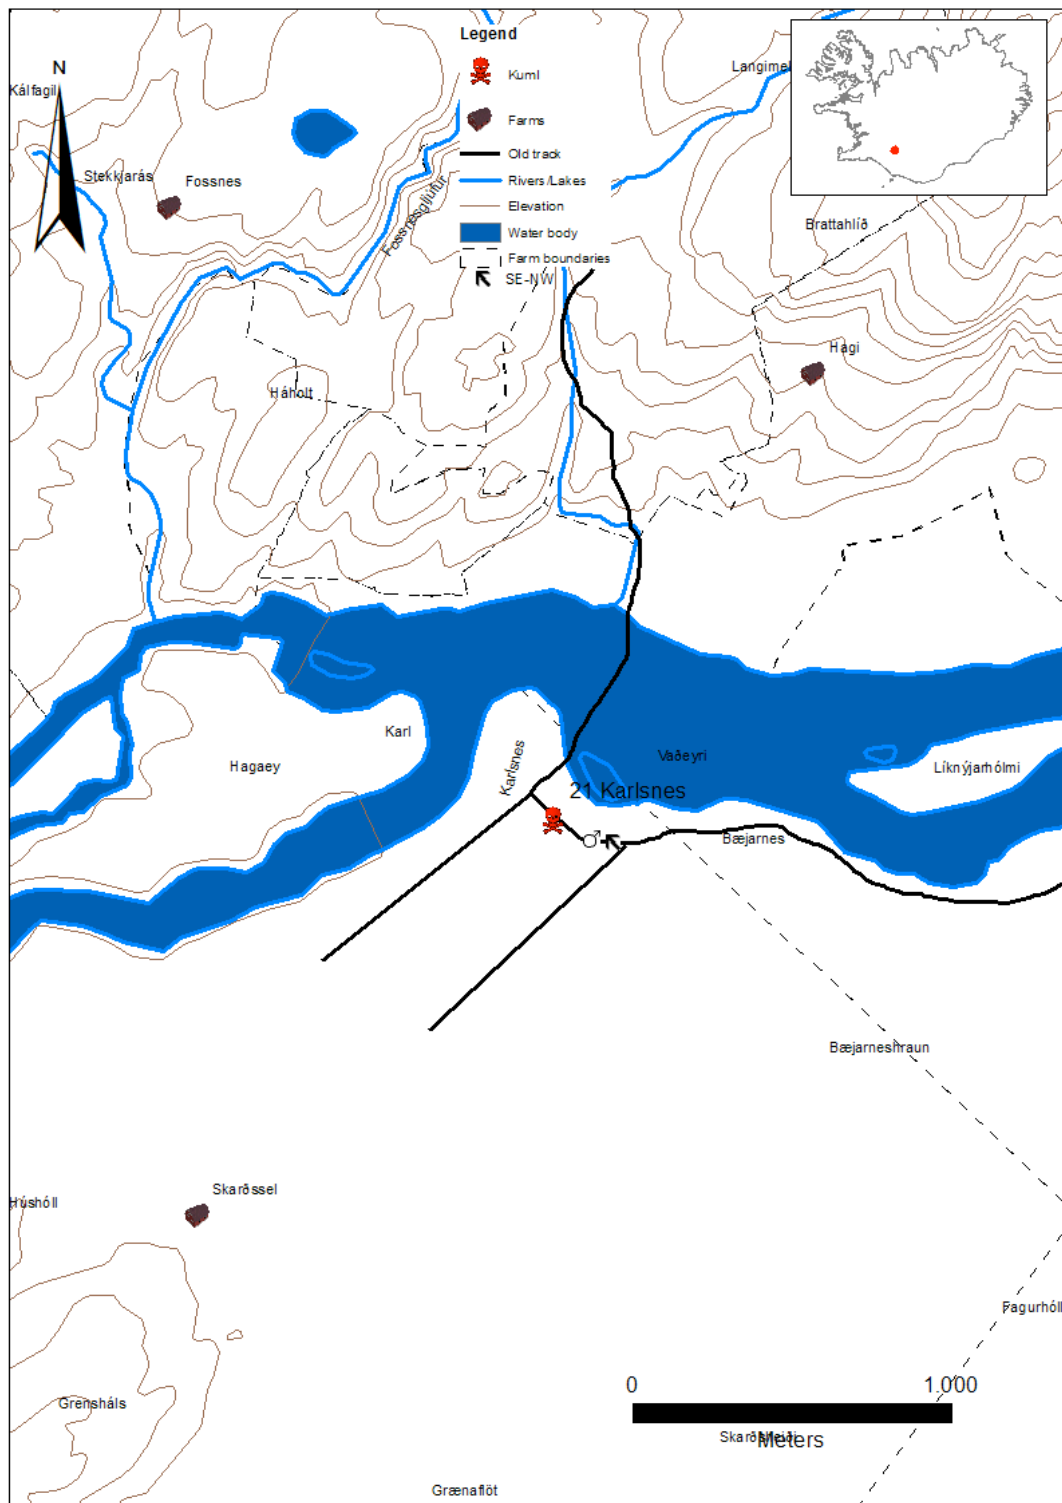 Legend
Kuml
Farms
Old track
Rivers/Lakes
Elevation
Water body
Farm boundaries
SE-NW
N
Kálfagil
Langimel
Stekkjarás
Fossnes
Fossnesgljúfur
Brattahlíð
Hagi
Háholt
Karl
Hagaey
Karlsnes
Vaðeyri
Líknýjarhólmi
21 Karlsnes
Bæjarnes
Bæjarneshraun
Húshóll
Skarðssel
Fagurhóll
Grensháls
0 1.000
Meters
Grænaflöt